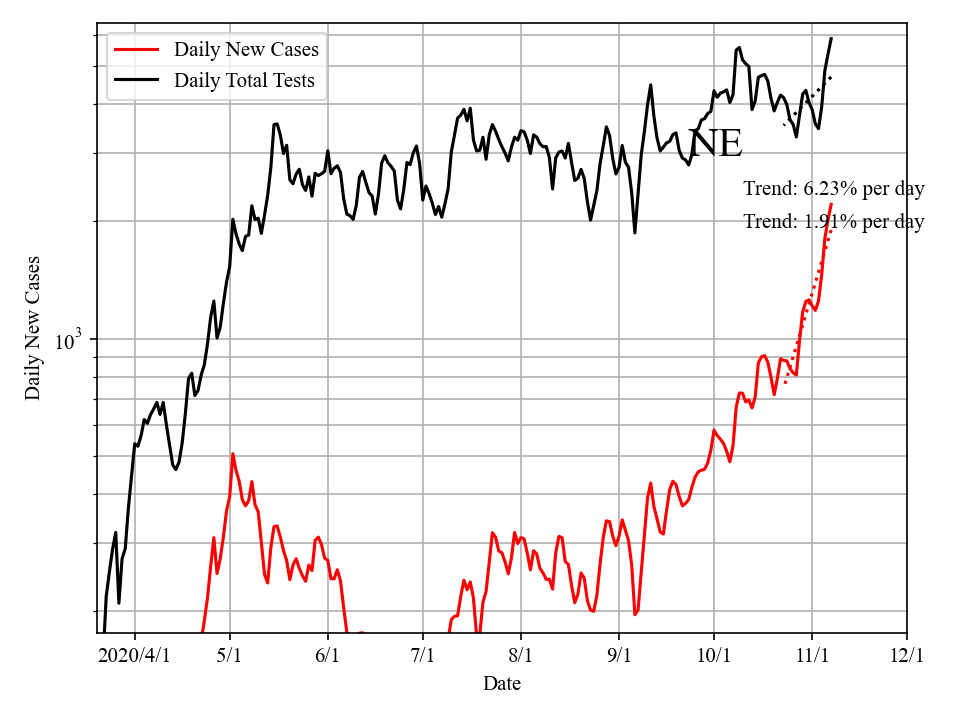 Daily New Cases
Daily Total Tests
NE
Trend: 6.23% per day
Trend: 1.91% per day
Daily New Cases
10^3
2020/4/1 5/1 6/1 7/1 8/1 9/1 10/1 11/1 12/1
Date